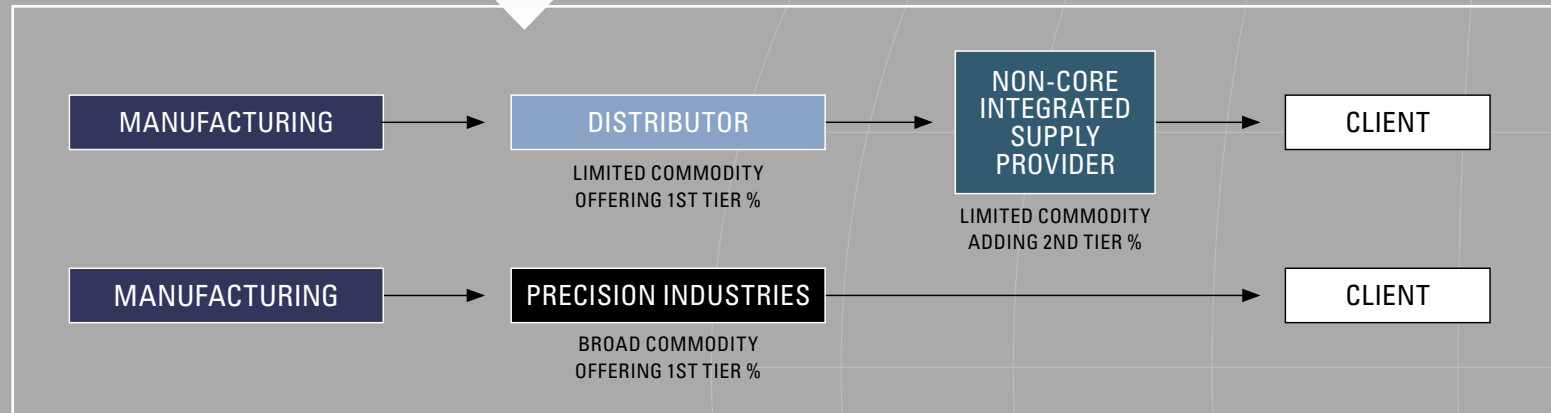 MANUFACTURING
DISTRIBUTOR
LIMITED COMMODITY
OFFERING 1ST TIER %
NON-CORE
INTEGRATED
SUPPLY
PROVIDER
LIMITED COMMODITY
ADDING 2ND TIER %
CLIENT
MANUFACTURING
PRECISION INDUSTRIES
BROAD COMMODITY
OFFERING 1ST TIER %
CLIENT